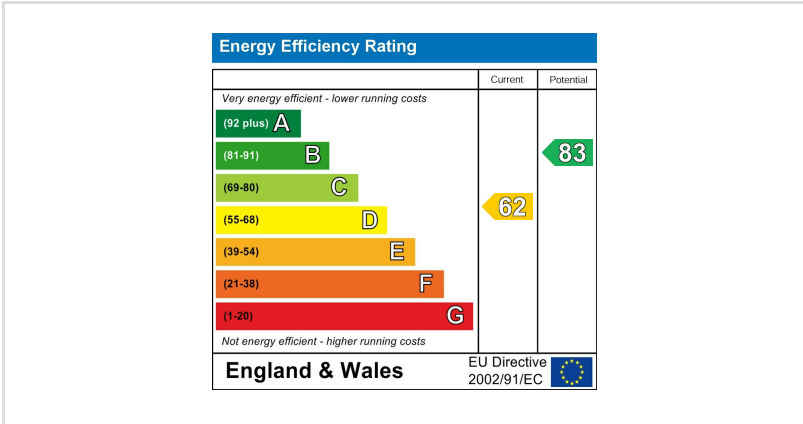 Energy Efficiency Rating
Current Potential
Very energy efficient - lower running costs
(92 plus) A
(81-91) B
83
(69-80) C
(55-68) D
62
(39-54) E
(21-38) F
(1-20) G
Not energy efficient - higher running costs
England & Wales
EU Directive
2002/91/EC